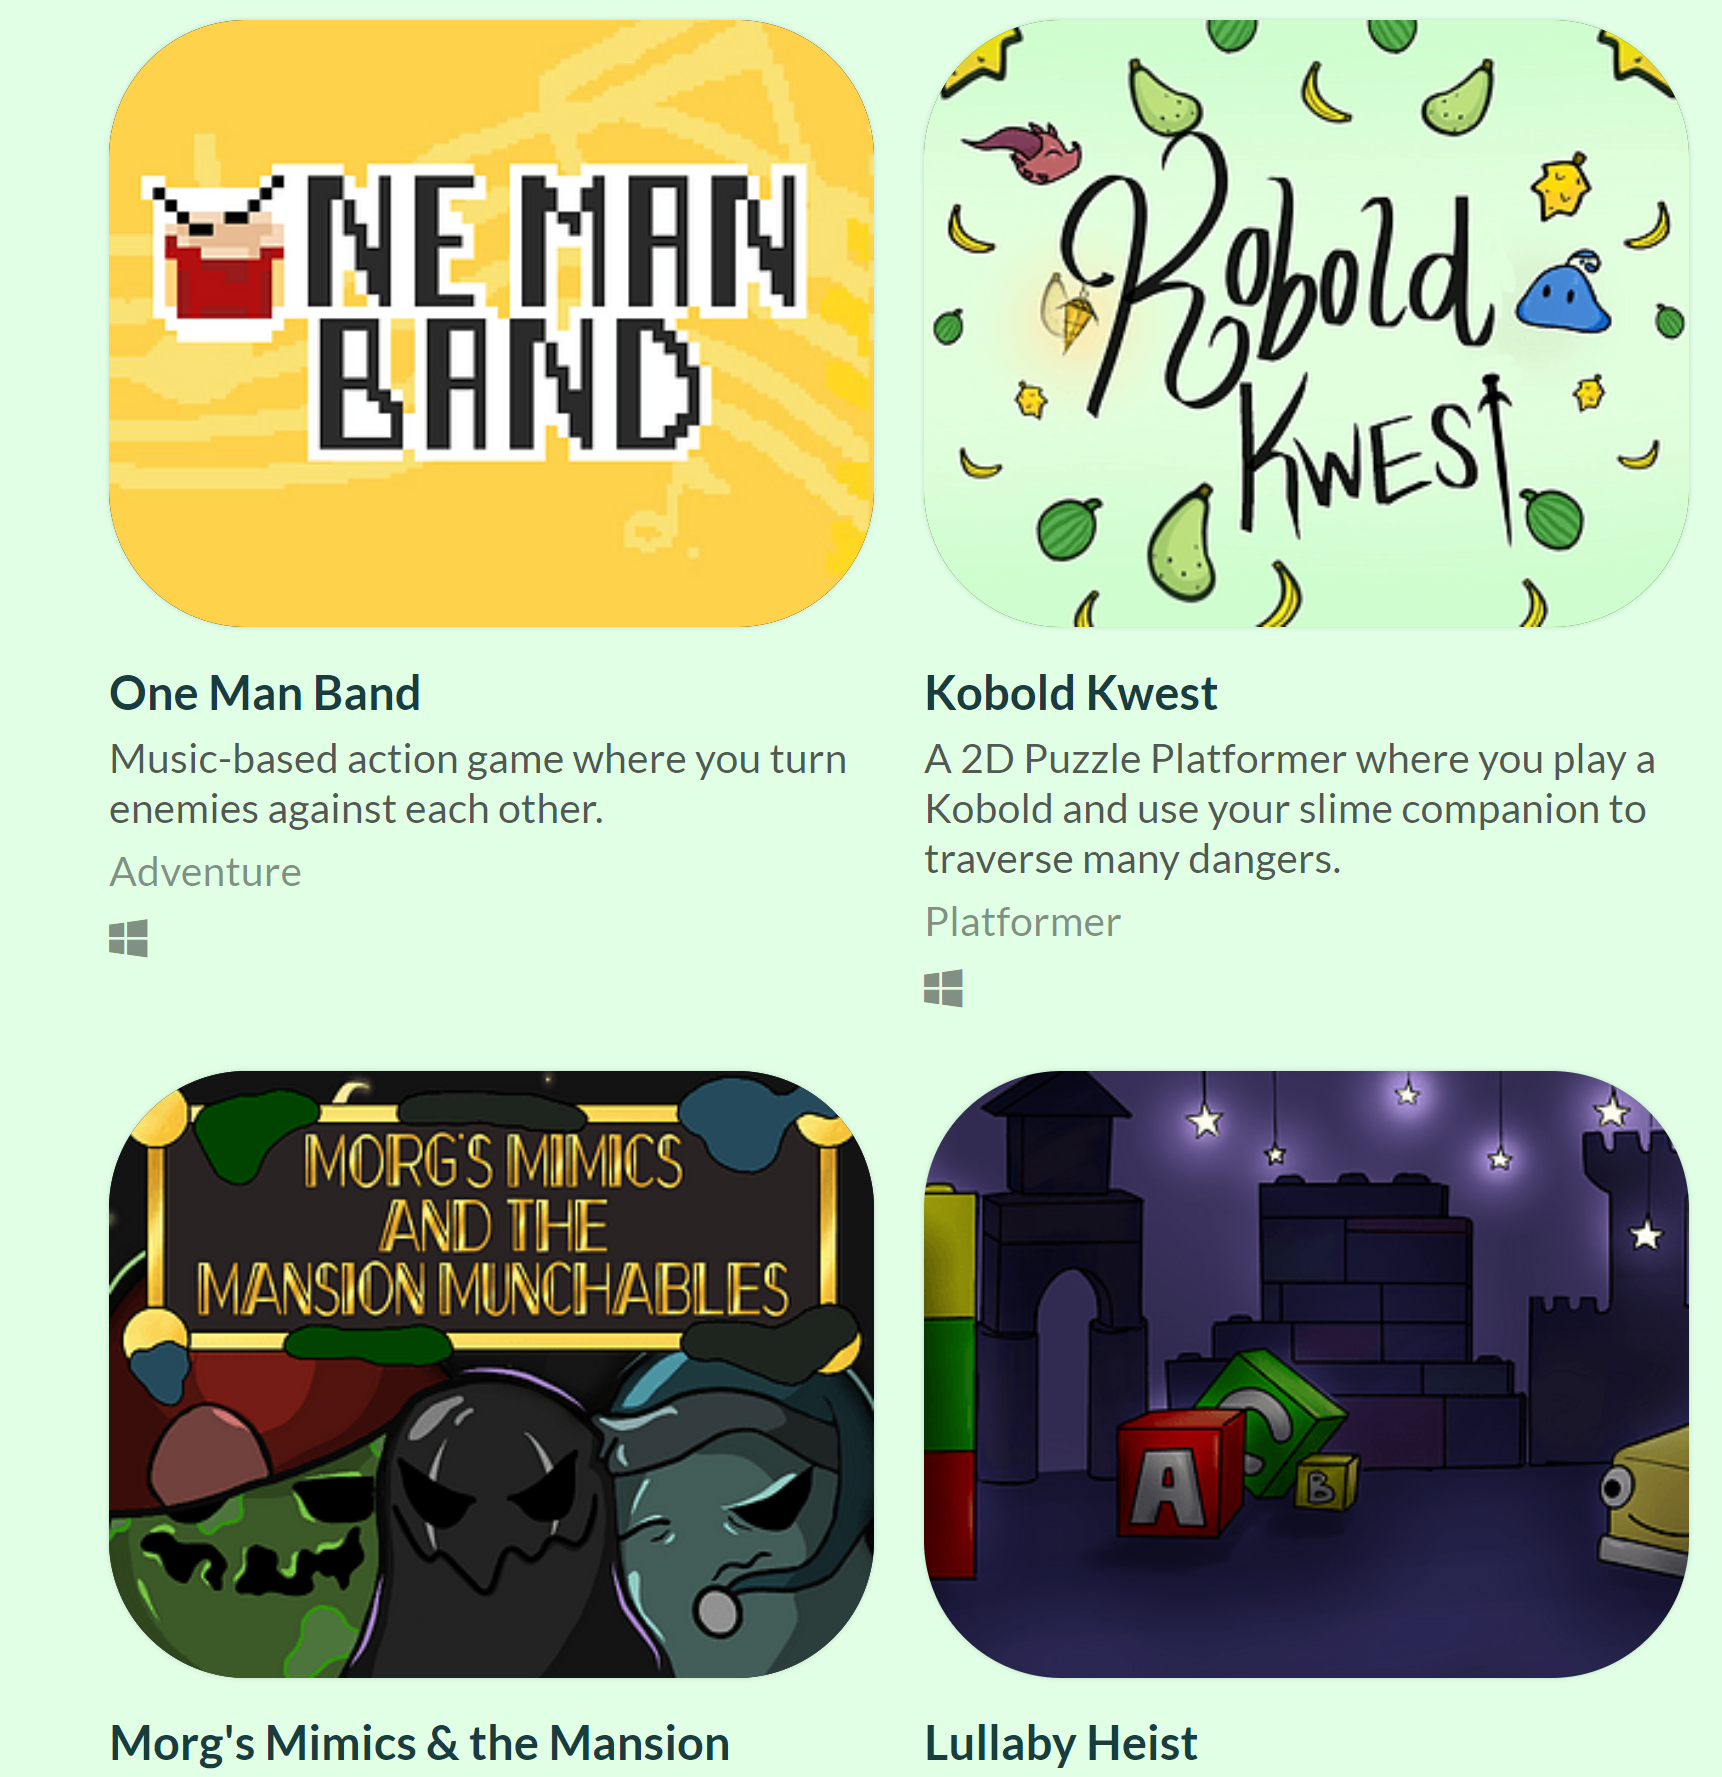 ONE MAN
BAND
Kobold
KWEST
One Man Band
Music-based action game where you turn
enemies against each other.
Adventure
Kobold Kwest
A 2D Puzzle Platformer where you play a
Kobold and use your slime companion to
traverse many dangers.
Platformer
MORG'S MIMICS
AND THE
MANSION MUNCHABLES
A
C
B
Morg's Mimics & the Mansion
Lullaby Heist